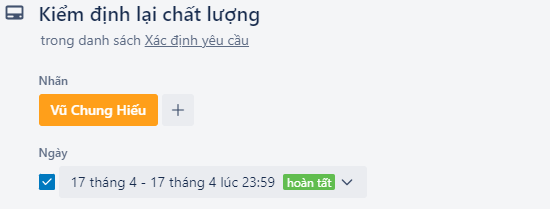 Kiểm định lại chất lượng
trong danh sách Xác định yêu cầu
Nhãn
Vũ Chung Hiếu +
Ngày
17 tháng 4 - 17 tháng 4 lúc 23:59 hoàn tất